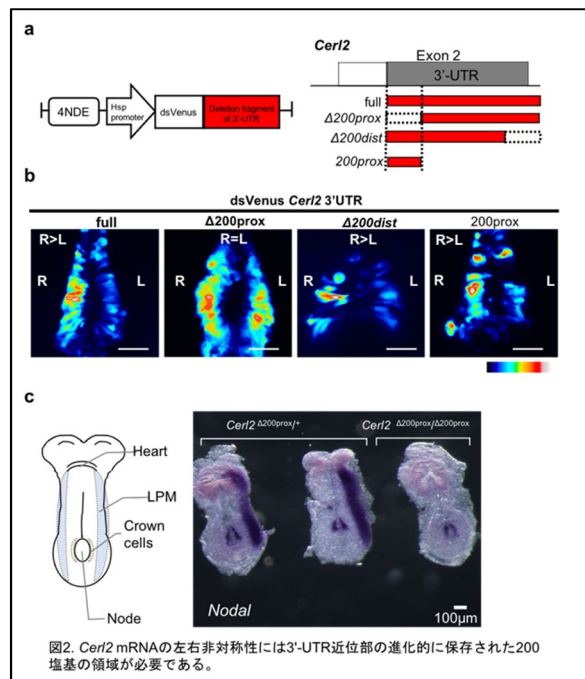 a
4NDE
Hsp
promoter
dsVenus
Deletion fragment
of 3'-UTR
Cerl2
Exon 2
3'-UTR
full
Δ200prox
Δ200dist
200prox
b
dsVenus Cerl2 3'UTR
full
Δ200prox
Δ200dist
200prox
R>L
R=L
R>L
R>L
R L
R L
R L
R L
c
Heart
LPM
Crown
cells
Node
Cerl2 Δ200prox/+
Cerl2 Δ200prox/Δ200prox
Nodal
100μm
図2. Cerl2 mRNAの左右非対称性には3'-UTR近位部の進化的に保存された200
塩基の領域が必要である。